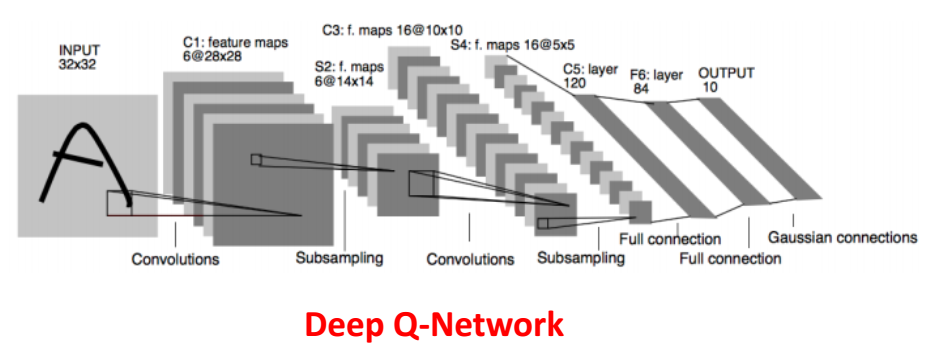 INPUT
32x32
C1: feature maps
6@28x28
S2: f. maps
6@14x14
C3: f. maps 16@10x10
S4: f. maps 16@5x5
C5: layer
120
F6: layer
84
OUTPUT
10
A
Convolutions
Subsampling
Convolutions
Subsampling
Full connection
Full connection
Gaussian connections
Deep Q-Network